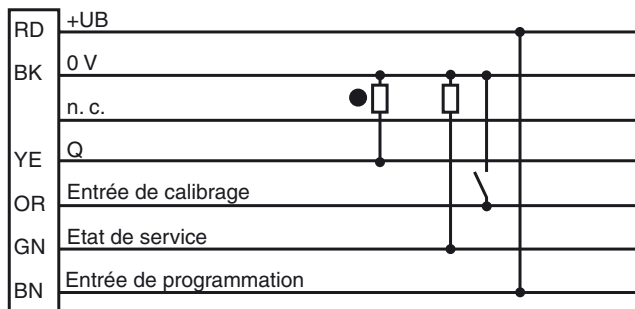 RD +UB
BK 0 V
n. c.
YE Q
OR Entrée de calibrage
GN Etat de service
BN Entrée de programmation